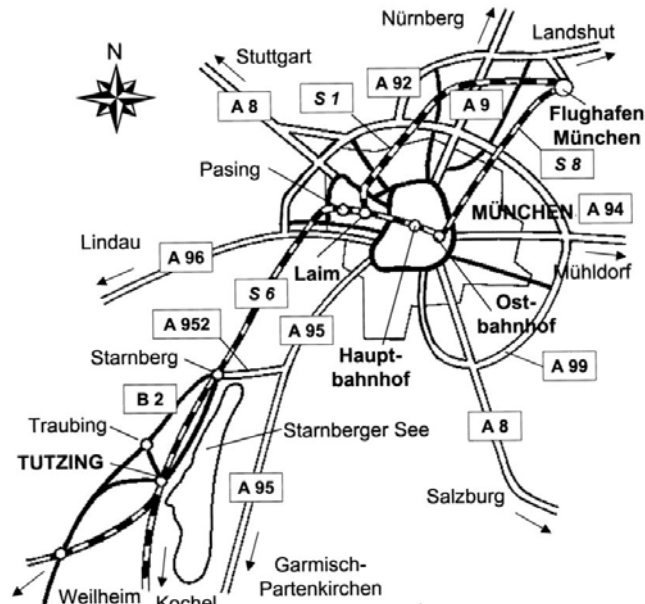 Nürnberg
Landshut
N
Stuttgart
A 92
S 1
A 9
A 8
Flughafen
München
S 8
Pasing
MÜNCHEN
A 94
Lindau
A 96
Laim
Mühldorf
S 6
Ost-
bahnhof
A 952
A 95
Haupt-
bahnhof
Starnberg
A 99
B 2
Traubing
Starnberger See
A 8
TUTZING
A 95
Salzburg
Garmisch-
Partenkirchen
Weilheim
Kochel